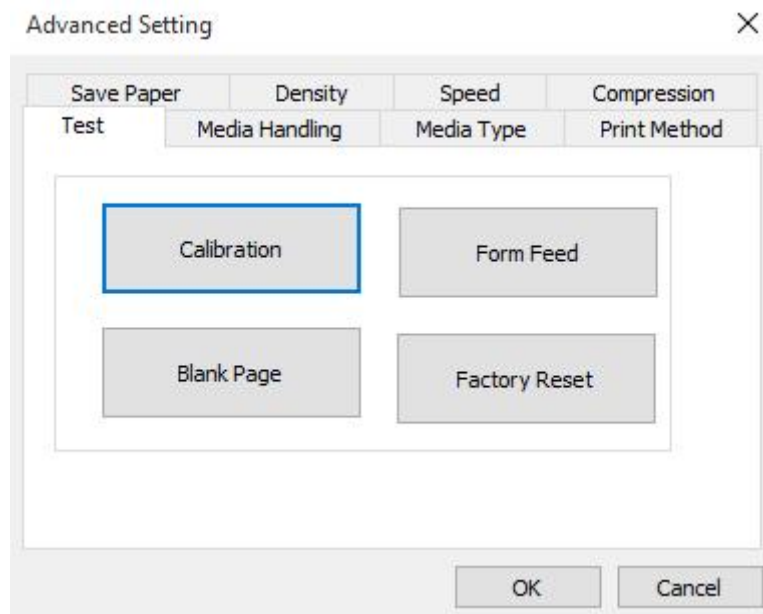 Advanced Setting
Save Paper Density Speed Compression
Test Media Handling Media Type Print Method
Calibration Form Feed
Blank Page Factory Reset
OK Cancel